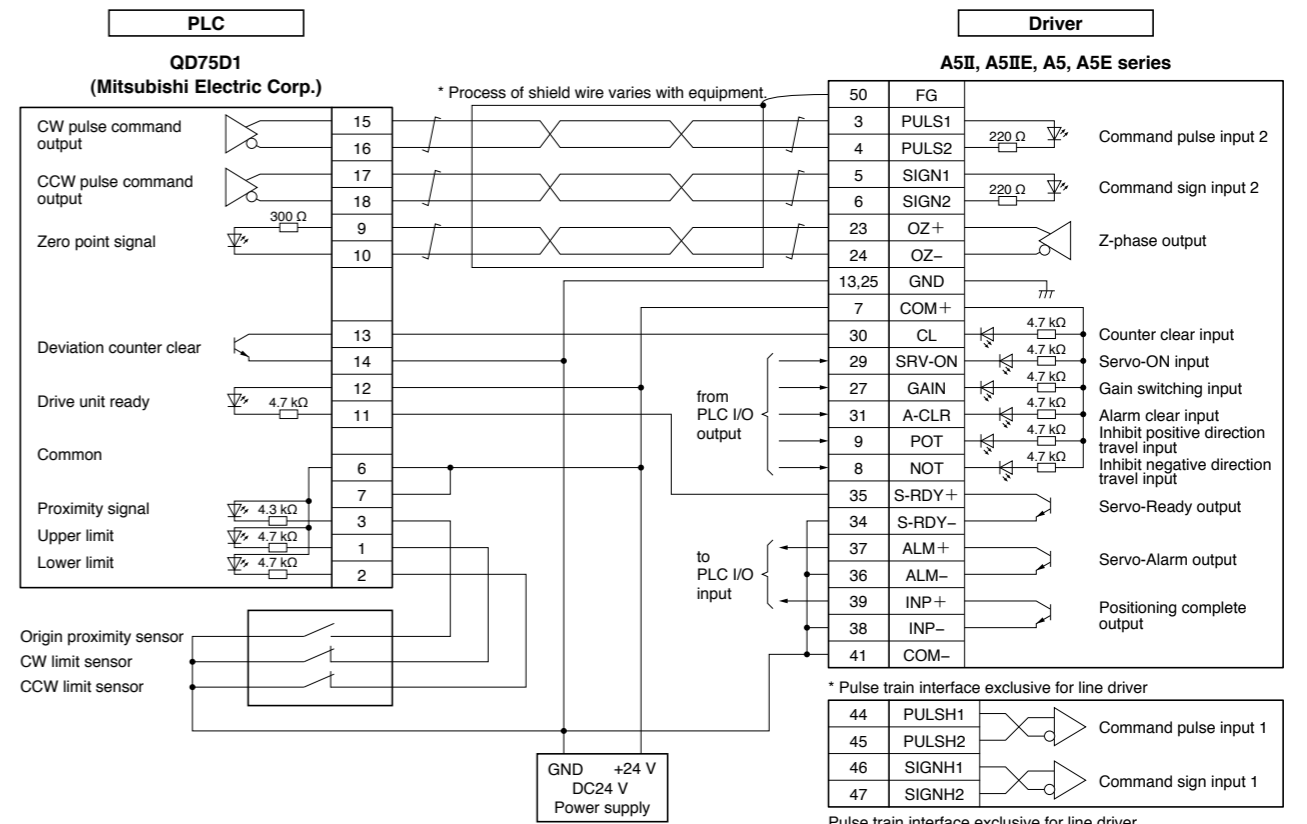 PLC
Driver
QD75D1
(Mitsubishi Electric Corp.)
A5II, A5IIE, A5, A5E series
* Process of shield wire varies with equipment.
CW pulse command
output
15
16
CCW pulse command
output
17
18
300 Ω
Zero point signal
9
10
Deviation counter clear
13
14
Drive unit ready
4.7 kΩ
12
11
Common
6
7
Proximity signal
4.3 kΩ
3
Upper limit
4.7 kΩ
1
Lower limit
4.7 kΩ
2
Origin proximity sensor
CW limit sensor
CCW limit sensor
GND +24 V
DC24 V
Power supply
from
PLC I/O
output
to
PLC I/O
input
50 FG
3 PULS1
4 PULS2
220 Ω
Command pulse input 2
5 SIGN1
6 SIGN2
220 Ω
Command sign input 2
23 OZ+
24 OZ−
Z-phase output
13,25 GND
7 COM+
30 CL 4.7 kΩ Counter clear input
29 SRV-ON 4.7 kΩ Servo-ON input
27 GAIN 4.7 kΩ Gain switching input
31 A-CLR 4.7 kΩ Alarm clear input
9 POT 4.7 kΩ Inhibit positive direction
travel input
8 NOT 4.7 kΩ Inhibit negative direction
travel input
35 S-RDY+
34 S-RDY−
Servo-Ready output
37 ALM+
36 ALM−
Servo-Alarm output
39 INP+
38 INP−
Positioning complete
output
41 COM−
* Pulse train interface exclusive for line driver
44 PULSH1
45 PULSH2
Command pulse input 1
46 SIGNH1
47 SIGNH2
Command sign input 1
Pulse train interface exclusive for line driver